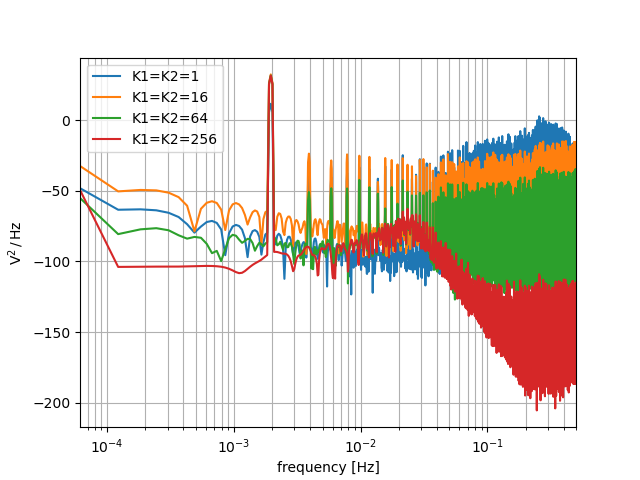 K1=K2=1
K1=K2=16
K1=K2=64
K1=K2=256
0
−50
−100
−150
−200
V² / Hz
10⁻⁴
10⁻³
10⁻²
10⁻¹
frequency [Hz]